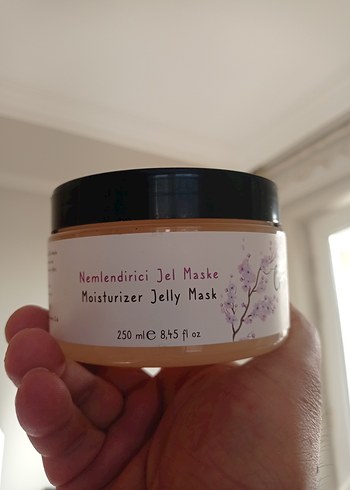 Nemlendirici Jel Maske
Moisturizer Jelly Mask
250 ml℮ 8,45 fl oz